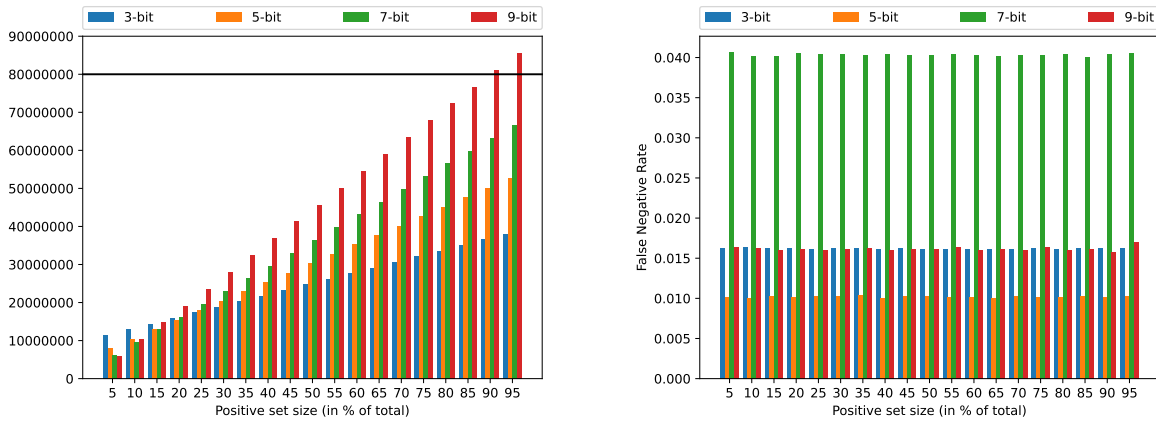 3-bit 5-bit 7-bit 9-bit
90000000
80000000
70000000
60000000
50000000
40000000
30000000
20000000
10000000
0
5 10 15 20 25 30 35 40 45 50 55 60 65 70 75 80 85 90 95
Positive set size (in % of total)
3-bit 5-bit 7-bit 9-bit
False Negative Rate
0.040
0.035
0.030
0.025
0.020
0.015
0.010
0.005
0.000
5 10 15 20 25 30 35 40 45 50 55 60 65 70 75 80 85 90 95
Positive set size (in % of total)